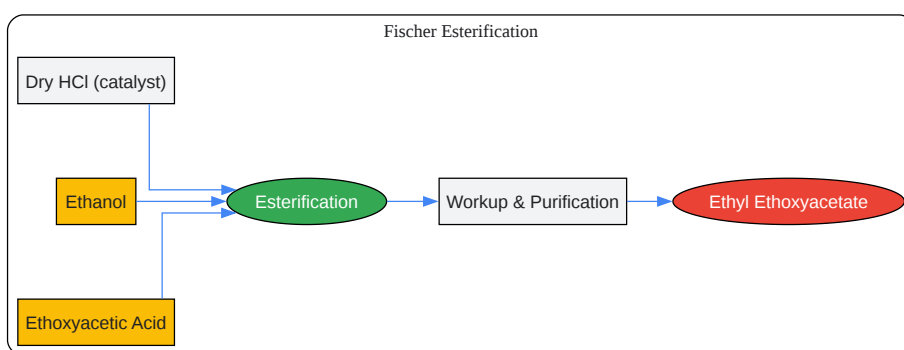 Fischer Esterification
Dry HCl (catalyst)
Ethanol
Esterification
Workup & Purification
Ethyl Ethoxyacetate
Ethoxyacetic Acid